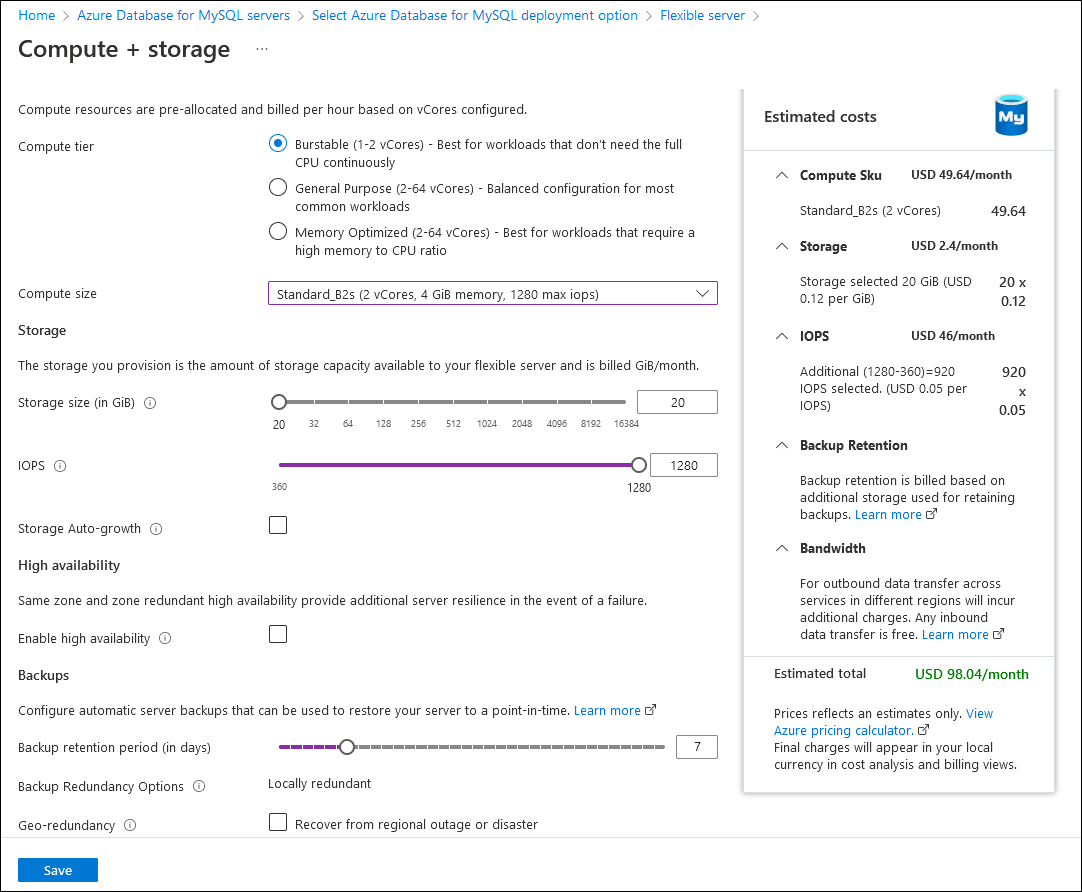 Home > Azure Database for MySQL servers > Select Azure Database for MySQL deployment option > Flexible server >
Compute + storage ...
Compute resources are pre-allocated and billed per hour based on vCores configured.
Compute tier
Burstable (1-2 vCores) - Best for workloads that don't need the full
CPU continuously
General Purpose (2-64 vCores) - Balanced configuration for most
common workloads
Memory Optimized (2-64 vCores) - Best for workloads that require a
high memory to CPU ratio
Compute size
Standard_B2s (2 vCores, 4 GiB memory, 1280 max iops)
Storage
The storage you provision is the amount of storage capacity available to your flexible server and is billed GiB/month.
Storage size (in GiB)
20
20 32 64 128 256 512 1024 2048 4096 8192 16384
IOPS
1280
360
1280
Storage Auto-growth
High availability
Same zone and zone redundant high availability provide additional server resilience in the event of a failure.
Enable high availability
Backups
Configure automatic server backups that can be used to restore your server to a point-in-time. Learn more
Backup retention period (in days)
7
Backup Redundancy Options
Locally redundant
Geo-redundancy
Recover from regional outage or disaster
Save
Estimated costs
My
Compute Sku USD 49.64/month
Standard_B2s (2 vCores) 49.64
Storage USD 2.4/month
Storage selected 20 GiB (USD 20 x
0.12 per GiB) 0.12
IOPS USD 46/month
Additional (1280-360)=920 920
IOPS selected. (USD 0.05 per x
IOPS) 0.05
Backup Retention
Backup retention is billed based on
additional storage used for retaining
backups. Learn more
Bandwidth
For outbound data transfer across
services in different regions will incur
additional charges. Any inbound
data transfer is free. Learn more
Estimated total USD 98.04/month
Prices reflect an estimates only. View
Azure pricing calculator.
Final charges will appear in your local
currency in cost analysis and billing views.